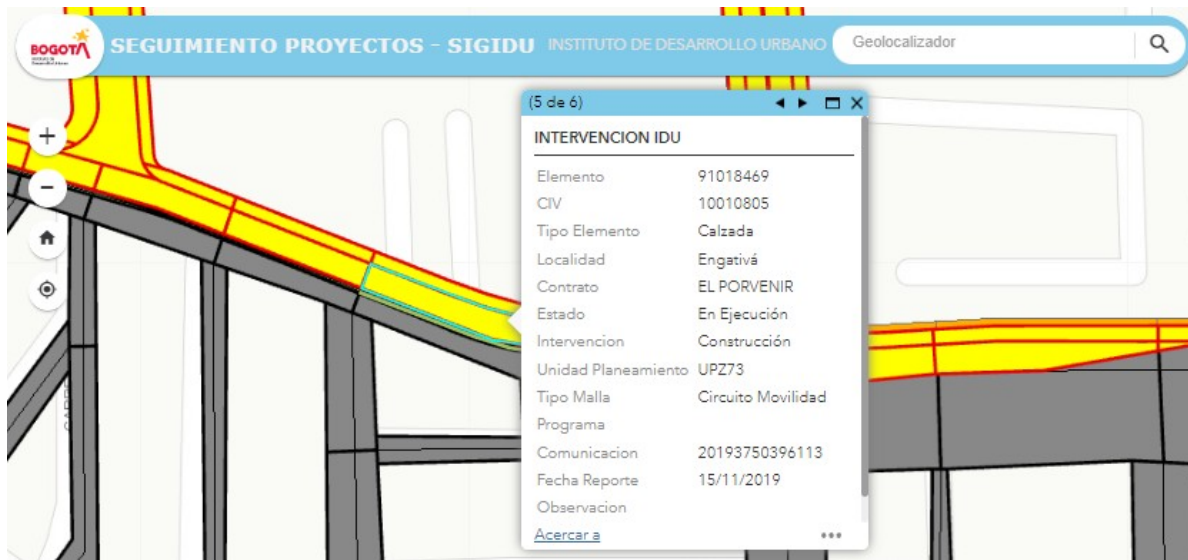 BOGOTÁ
SEGUIMIENTO PROYECTOS - SIGIDU INSTITUTO DE DESARROLLO URBANO
Geolocalizador
(5 de 6)
INTERVENCION IDU
Elemento 91018469
CIV 10010805
Tipo Elemento Calzada
Localidad Engativá
Contrato EL PORVENIR
Estado En Ejecución
Intervencion Construcción
Unidad Planeamiento UPZ73
Tipo Malla Circuito Movilidad
Programa
Comunicacion 20193750396113
Fecha Reporte 15/11/2019
Observacion
Acercar a